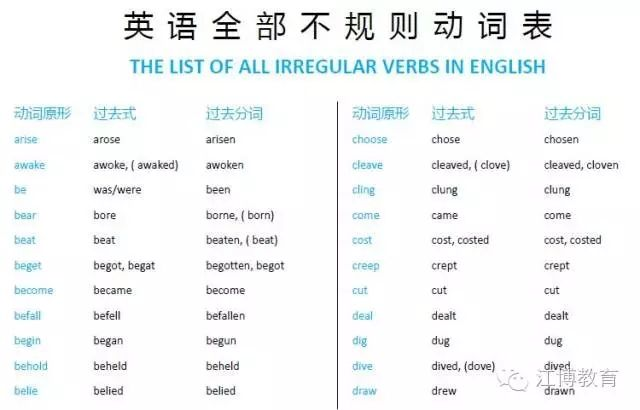 英语全部不规则动词表
THE LIST OF ALL IRREGULAR VERBS IN ENGLISH
动词原形 过去式 过去分词
arise arose arisen
awake awoke, ( awaked) awoken
be was/were been
bear bore borne, ( born)
beat beat beaten, ( beat)
beget begot, begat begotten, begot
become became become
befall befell befallen
begin began begun
behold beheld beheld
belie belied belied
动词原形 过去式 过去分词
choose chose chosen
cleave cleaved, ( clove) cleaved, cloven
cling clung clung
come came come
cost cost, costed cost, costed
creep crept crept
cut cut cut
deal dealt dealt
dig dug dug
dive dived, (dove) dived
draw drew drawn
江博教育